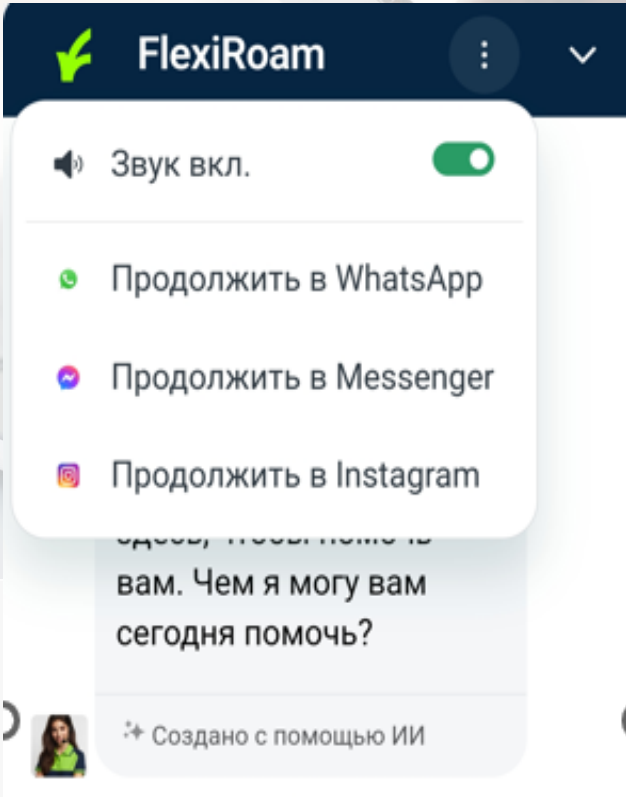 FlexiRoam
Звук вкл.
Продолжить в WhatsApp
Продолжить в Messenger
Продолжить в Instagram
вам. Чем я могу вам
сегодня помочь?
Создано с помощью ИИ